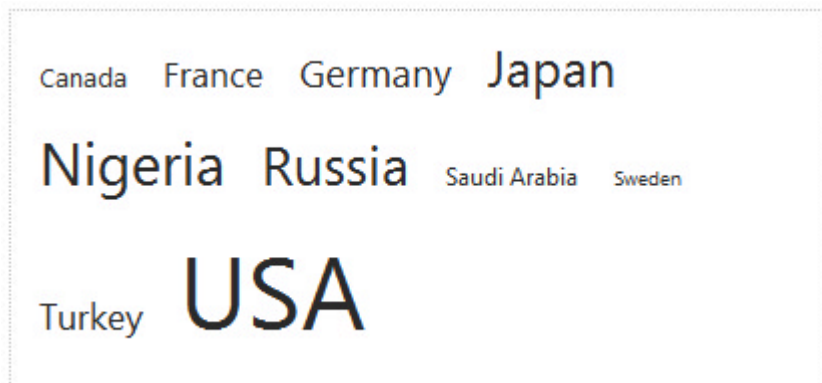 Canada France Germany Japan
Nigeria Russia Saudi Arabia Sweden
Turkey USA